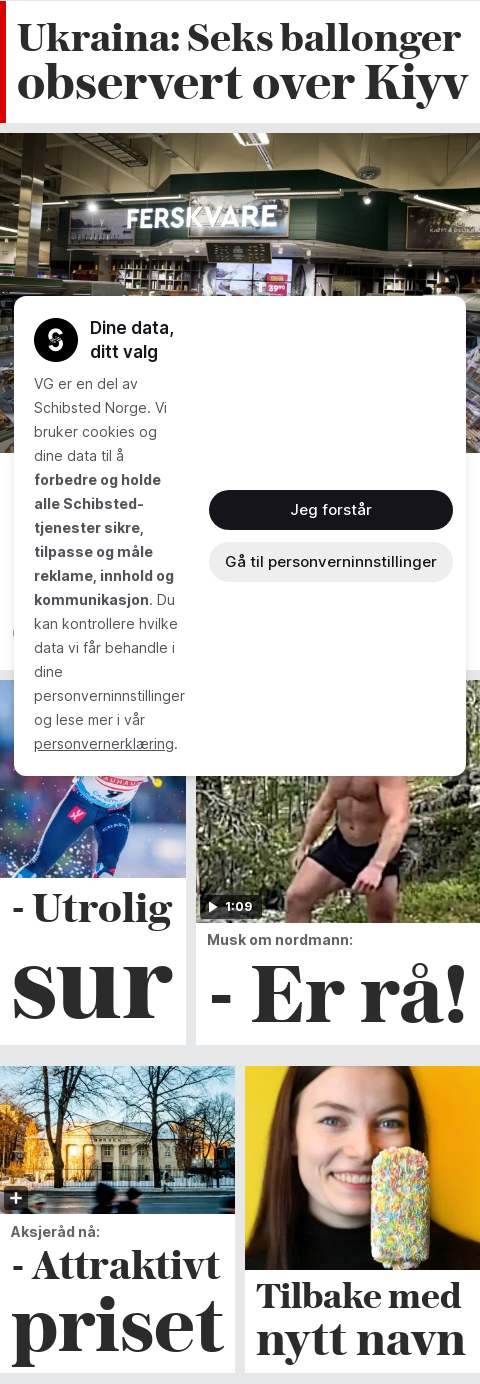 Ukraina: Seks ballonger
observert over Kiyv
FERSKVARE
39⁹⁰
Dine data,
ditt valg
VG er en del av
Schibsted Norge. Vi
bruker cookies og
dine data til å
forbedre og holde
alle Schibsted-
tjenester sikre,
tilpasse og måle
reklame, innhold og
kommunikasjon. Du
kan kontrollere hvilke
data vi får behandle i
dine
personverninnstillinger
og lese mer i vår
personvernerklæring.
Jeg forstår
Gå til personverninnstillinger
1:09
- Utrolig
sur
Musk om nordmann:
- Er rå!
Aksjeråd nå:
- Attraktivt
priset
Tilbake med
nytt navn